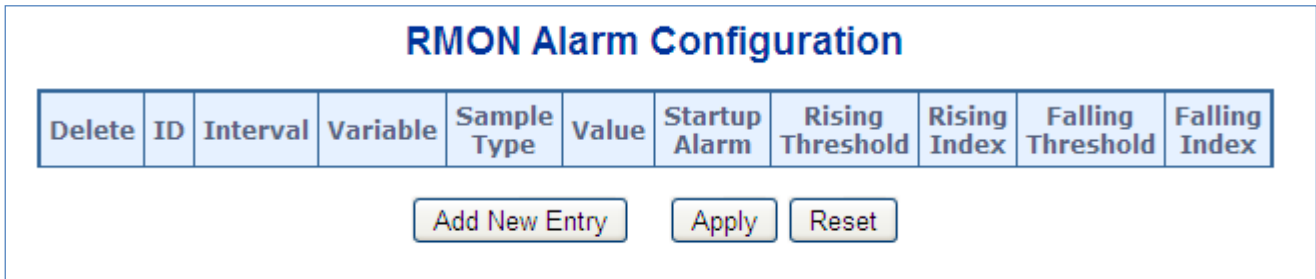 RMON Alarm Configuration
Delete ID Interval Variable Sample Type Value Startup Alarm Rising Threshold Rising Index Falling Threshold Falling Index
Add New Entry Apply Reset